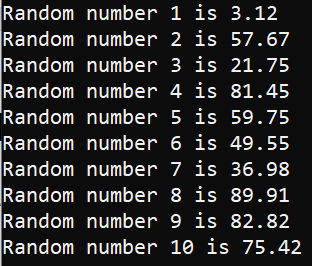 Random number 1 is 3.12
Random number 2 is 57.67
Random number 3 is 21.75
Random number 4 is 81.45
Random number 5 is 59.75
Random number 6 is 49.55
Random number 7 is 36.98
Random number 8 is 89.91
Random number 9 is 82.82
Random number 10 is 75.42